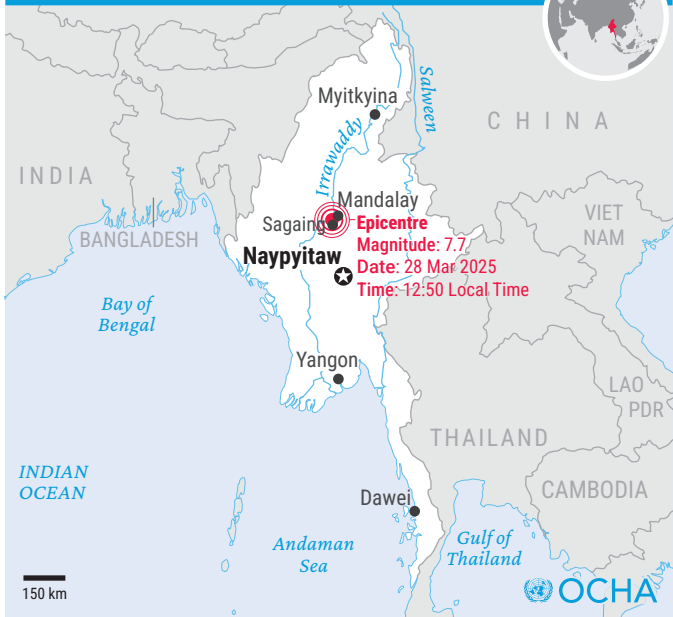 Myitkyina
Salween
CHINA
Irrawaddy
INDIA
Mandalay
Sagaing
Epicentre
Magnitude: 7.7
Date: 28 Mar 2025
Time: 12:50 Local Time
BANGLADESH
VIET
NAM
Naypyitaw
Bay of
Bengal
Yangon
LAO
PDR
THAILAND
INDIAN
OCEAN
CAMBODIA
Dawei
Andaman
Sea
Gulf of
Thailand
150 km
OCHA